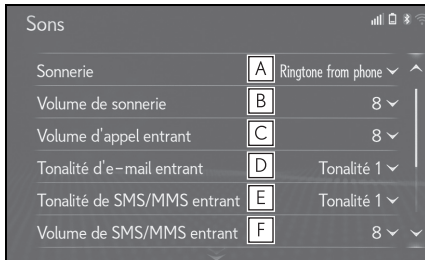 Sons
Sonnerie A Ringtone from phone
Volume de sonnerie B 8
Volume d'appel entrant C 8
Tonalité d'e-mail entrant D Tonalité 1
Tonalité de SMS/MMS entrant E Tonalité 1
Volume de SMS/MMS entrant F 8